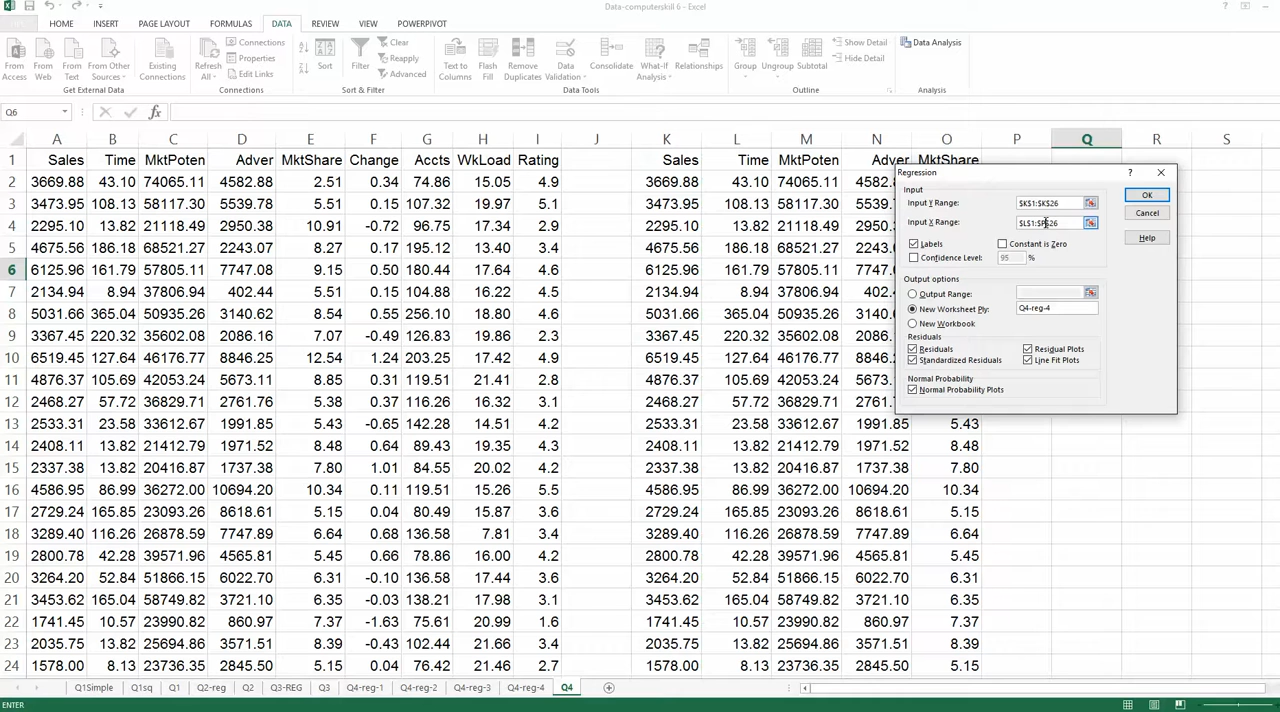 Data-computerskill 6 - Excel
HOME INSERT PAGE LAYOUT FORMULAS DATA REVIEW VIEW POWERPIVOT
From Access From Web From Text From Other Sources Existing Connections Refresh All Connections Properties Edit Links Sort Filter Clear Reapply Advanced Text to Columns Flash Fill Remove Duplicates Data Validation Consolidate What-If Analysis Relationships Group Ungroup Subtotal Show Detail Hide Detail Data Analysis
Get External Data Connections Sort & Filter Data Tools Outline Analysis
Q6 fx
A B C D E F G H I J K L M N O P Q R S
1 Sales Time MktPoten Adver MktShare Change Accts WkLoad Rating Sales Time MktPoten Adver MktShare
2 3669.88 43.10 74065.11 4582.88 2.51 0.34 74.86 15.05 4.9 3669.88 43.10 74065.11 4582.8
3 3473.95 108.13 58117.30 5539.78 5.51 0.15 107.32 19.97 5.1 3473.95 108.13 58117.30 5539.7
4 2295.10 13.82 21118.49 2950.38 10.91 -0.72 96.75 17.34 2.9 2295.10 13.82 21118.49 2950.3
5 4675.56 186.18 68521.27 2243.07 8.27 0.17 195.12 13.40 3.4 4675.56 186.18 68521.27 2243.0
6 6125.96 161.79 57805.11 7747.08 9.15 0.50 180.44 17.64 4.6 6125.96 161.79 57805.11 7747.0
7 2134.94 8.94 37806.94 402.44 5.51 0.15 104.88 16.22 4.5 2134.94 8.94 37806.94 402.4
8 5031.66 365.04 50935.26 3140.62 8.54 0.55 256.10 18.80 4.6 5031.66 365.04 50935.26 3140.6
9 3367.45 220.32 35602.08 2086.16 7.07 -0.49 126.83 19.86 2.3 3367.45 220.32 35602.08 2086.1
10 6519.45 127.64 46176.77 8846.25 12.54 1.24 203.25 17.42 4.9 6519.45 127.64 46176.77 8846.2
11 4876.37 105.69 42053.24 5673.11 8.85 0.31 119.51 21.41 2.8 4876.37 105.69 42053.24 5673.
12 2468.27 57.72 36829.71 2761.76 5.38 0.37 116.26 16.32 3.1 2468.27 57.72 36829.71 2761.7
13 2533.31 23.58 33612.67 1991.85 5.43 -0.65 142.28 14.51 4.2 2533.31 23.58 33612.67 1991.85 5.43
14 2408.11 13.82 21412.79 1971.52 8.48 0.64 89.43 19.35 4.3 2408.11 13.82 21412.79 1971.52 8.48
15 2337.38 13.82 20416.87 1737.38 7.80 1.01 84.55 20.02 4.2 2337.38 13.82 20416.87 1737.38 7.80
16 4586.95 86.99 36272.00 10694.20 10.34 0.11 119.51 15.26 5.5 4586.95 86.99 36272.00 10694.20 10.34
17 2729.24 165.85 23093.26 8618.61 5.15 0.04 80.49 15.87 3.6 2729.24 165.85 23093.26 8618.61 5.15
18 3289.40 116.26 26878.59 7747.89 6.64 0.68 136.58 7.81 3.4 3289.40 116.26 26878.59 7747.89 6.64
19 2800.78 42.28 39571.96 4565.81 5.45 0.66 78.86 16.00 4.2 2800.78 42.28 39571.96 4565.81 5.45
20 3264.20 52.84 51866.15 6022.70 6.31 -0.10 136.58 17.44 3.6 3264.20 52.84 51866.15 6022.70 6.31
21 3453.62 165.04 58749.82 3721.10 6.35 -0.03 138.21 17.98 3.1 3453.62 165.04 58749.82 3721.10 6.35
22 1741.45 10.57 23990.82 860.97 7.37 -1.63 75.61 20.99 1.6 1741.45 10.57 23990.82 860.97 7.37
23 2035.75 13.82 25694.86 3571.51 8.39 -0.43 102.44 21.66 3.4 2035.75 13.82 25694.86 3571.51 8.39
24 1578.00 8.13 23736.35 2845.50 5.15 0.04 76.42 21.46 2.7 1578.00 8.13 23736.35 2845.50 5.15
Regression ?
Input
Input Y Range: $K$1:$K$26
Input X Range: $L$1:$P$26
Labels Constant is Zero
Confidence Level: 95 %
Output options
Output Range:
New Worksheet Ply: Q4-reg-4
New Workbook
Residuals
Residuals Residual Plots
Standardized Residuals Line Fit Plots
Normal Probability
Normal Probability Plots
OK
Cancel
Help
Q1Simple Q1sq Q1 Q2-reg Q2 Q3-REG Q3 Q4-reg-1 Q4-reg-2 Q4-reg-3 Q4-reg-4 Q4
ENTER